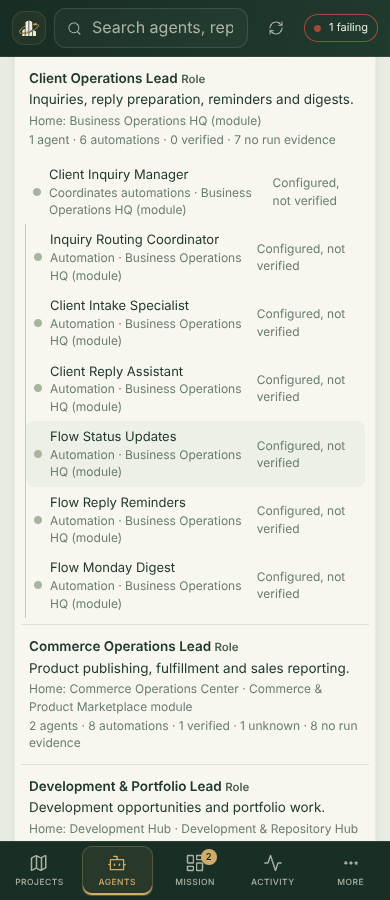 Search agents, rep
1 failing
Client Operations Lead Role
Inquiries, reply preparation, reminders and digests.
Home: Business Operations HQ (module)
1 agent · 6 automations · 0 verified · 7 no run evidence
Client Inquiry Manager
Coordinates automations · Business
Operations HQ (module)
Configured,
not verified
Inquiry Routing Coordinator
Automation · Business Operations
HQ (module)
Configured, not
verified
Client Intake Specialist
Automation · Business Operations
HQ (module)
Configured, not
verified
Client Reply Assistant
Automation · Business Operations
HQ (module)
Configured, not
verified
Flow Status Updates
Automation · Business Operations
HQ (module)
Configured, not
verified
Flow Reply Reminders
Automation · Business Operations
HQ (module)
Configured, not
verified
Flow Monday Digest
Automation · Business Operations
HQ (module)
Configured, not
verified
Commerce Operations Lead Role
Product publishing, fulfillment and sales reporting.
Home: Commerce Operations Center · Commerce &
Product Marketplace module
2 agents · 8 automations · 1 verified · 1 unknown · 8 no run
evidence
Development & Portfolio Lead Role
Development opportunities and portfolio work.
Home: Development Hub · Development & Repository Hub
2
PROJECTS
AGENTS
MISSION
ACTIVITY
MORE